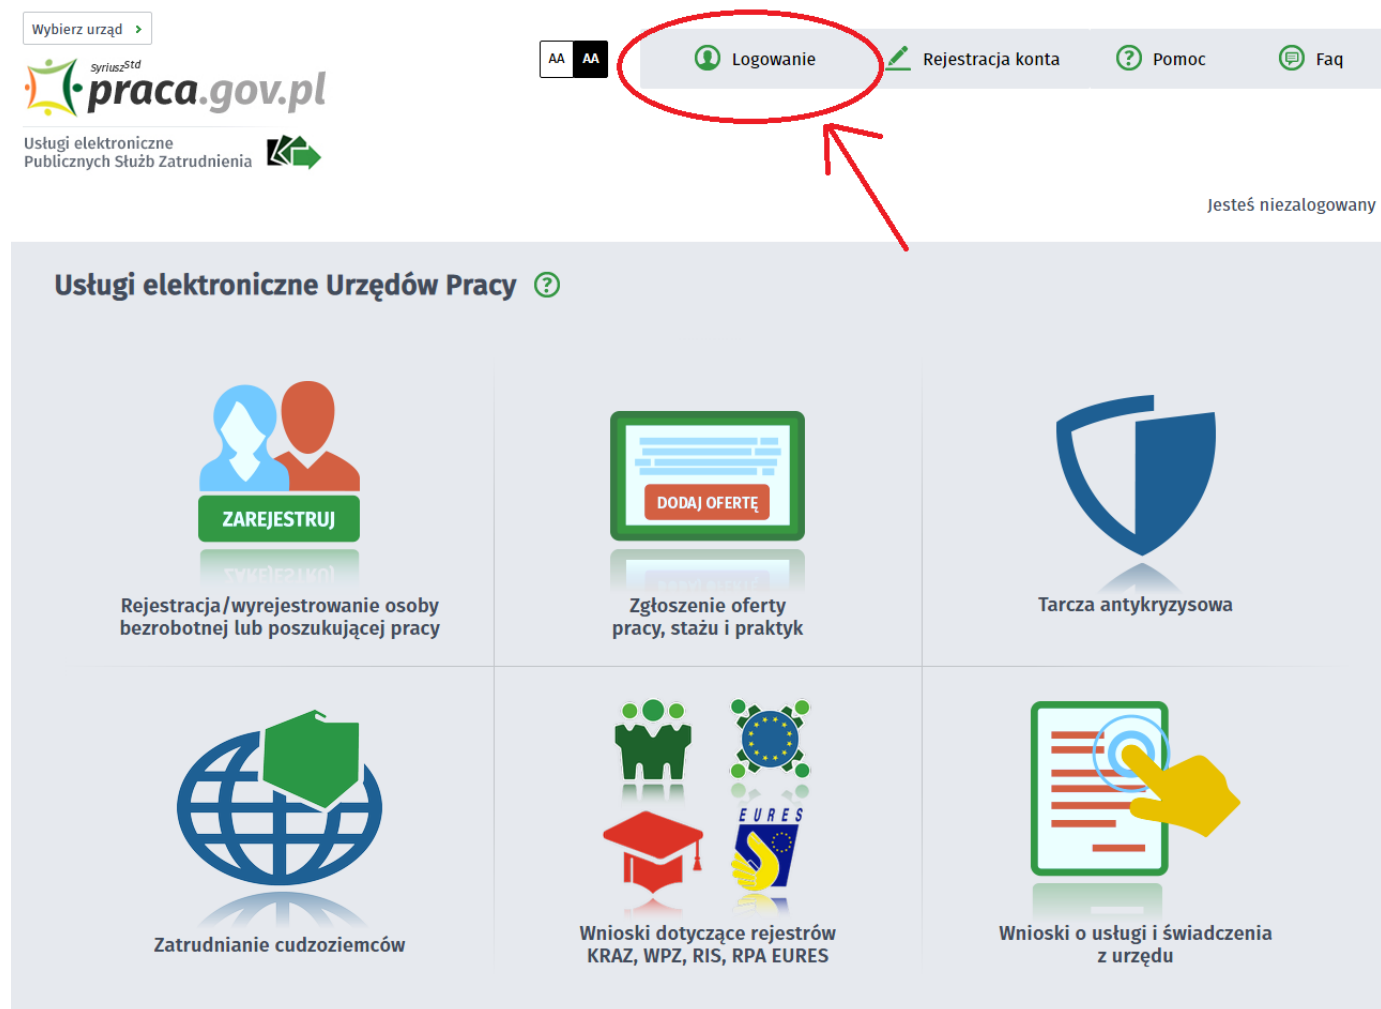 Wybierz urząd
AA AA
Logowanie
Rejestracja konta
Pomoc
Faq
SyriuszStd
praca.gov.pl
Usługi elektroniczne
Publicznych Służb Zatrudnienia
Jesteś niezalogowany
Usługi elektroniczne Urzędów Pracy
ZAREJESTRUJ
Rejestracja/wyrejestrowanie osoby
bezrobotnej lub poszukującej pracy
DODAJ OFERTĘ
Zgłoszenie oferty
pracy, stażu i praktyk
Tarcza antykryzysowa
Zatrudnianie cudzoziemców
EURES
Wnioski dotyczące rejestrów
KRAZ, WPZ, RIS, RPA EURES
Wnioski o usługi i świadczenia
z urzędu